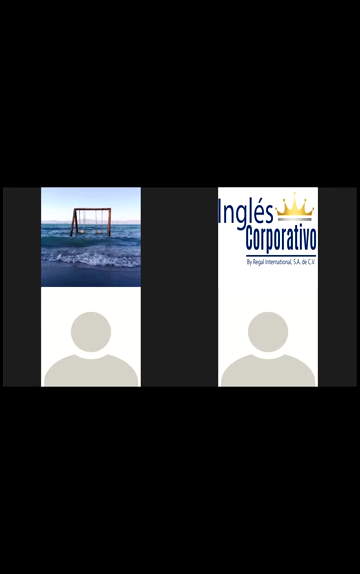 Inglés
Corporativo
By Regal International, S.A. de C.V.